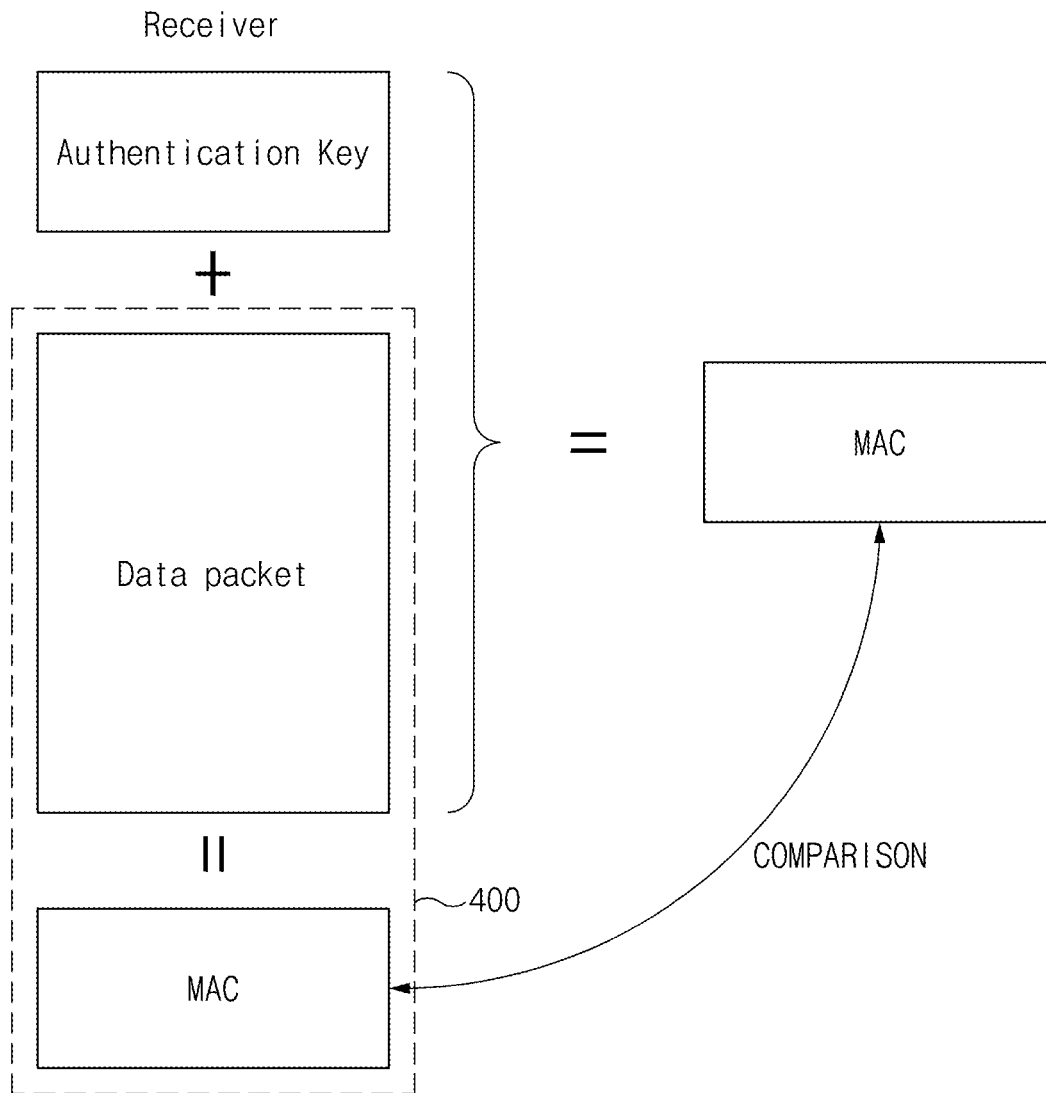 Receiver
Authentication Key
+
Data packet
=
MAC
||
COMPARISON
400
MAC